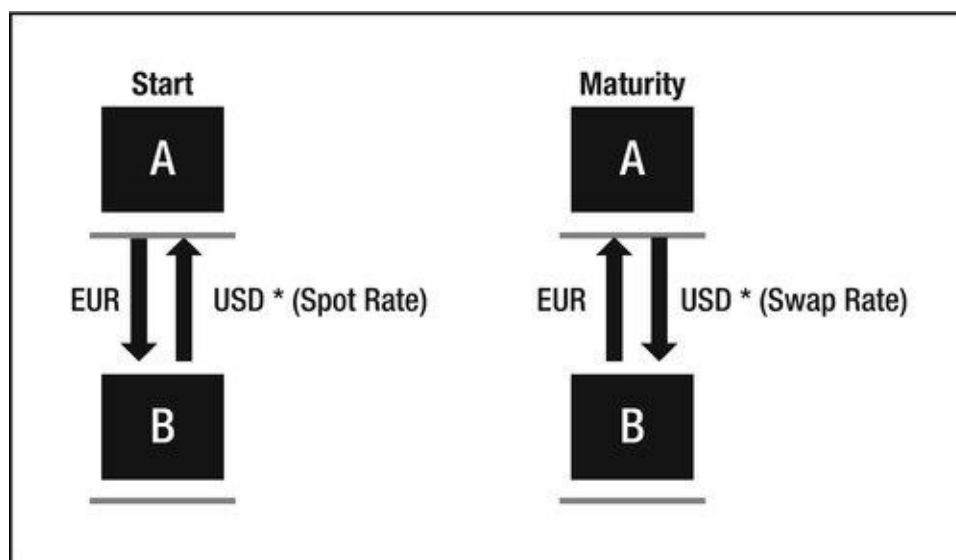 Start
Maturity
A
A
EUR
USD * (Spot Rate)
EUR
USD * (Swap Rate)
B
B